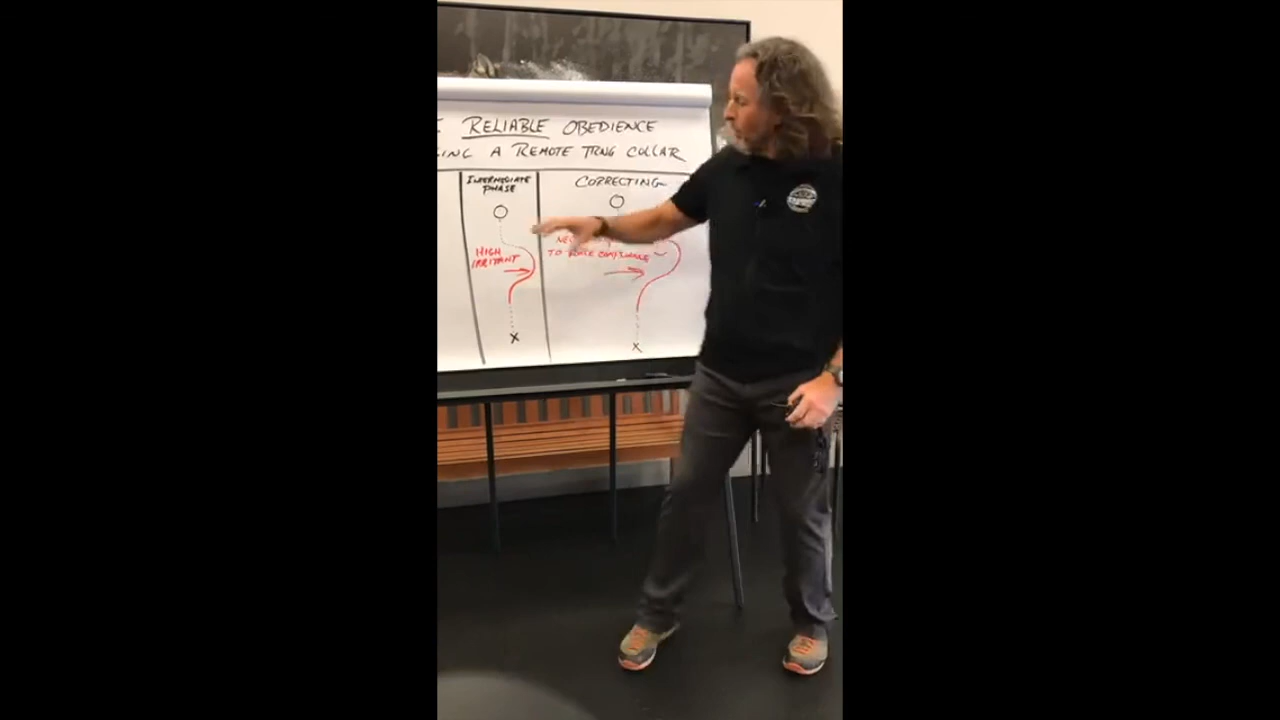 RELIABLE OBEDIENCE
A REMOTE TRNG COLLAR
INTERMEDIATE
PHASE
CORRECTING
HIGH
IRRITANT
TO FORCE COMPLIANCE
X
X